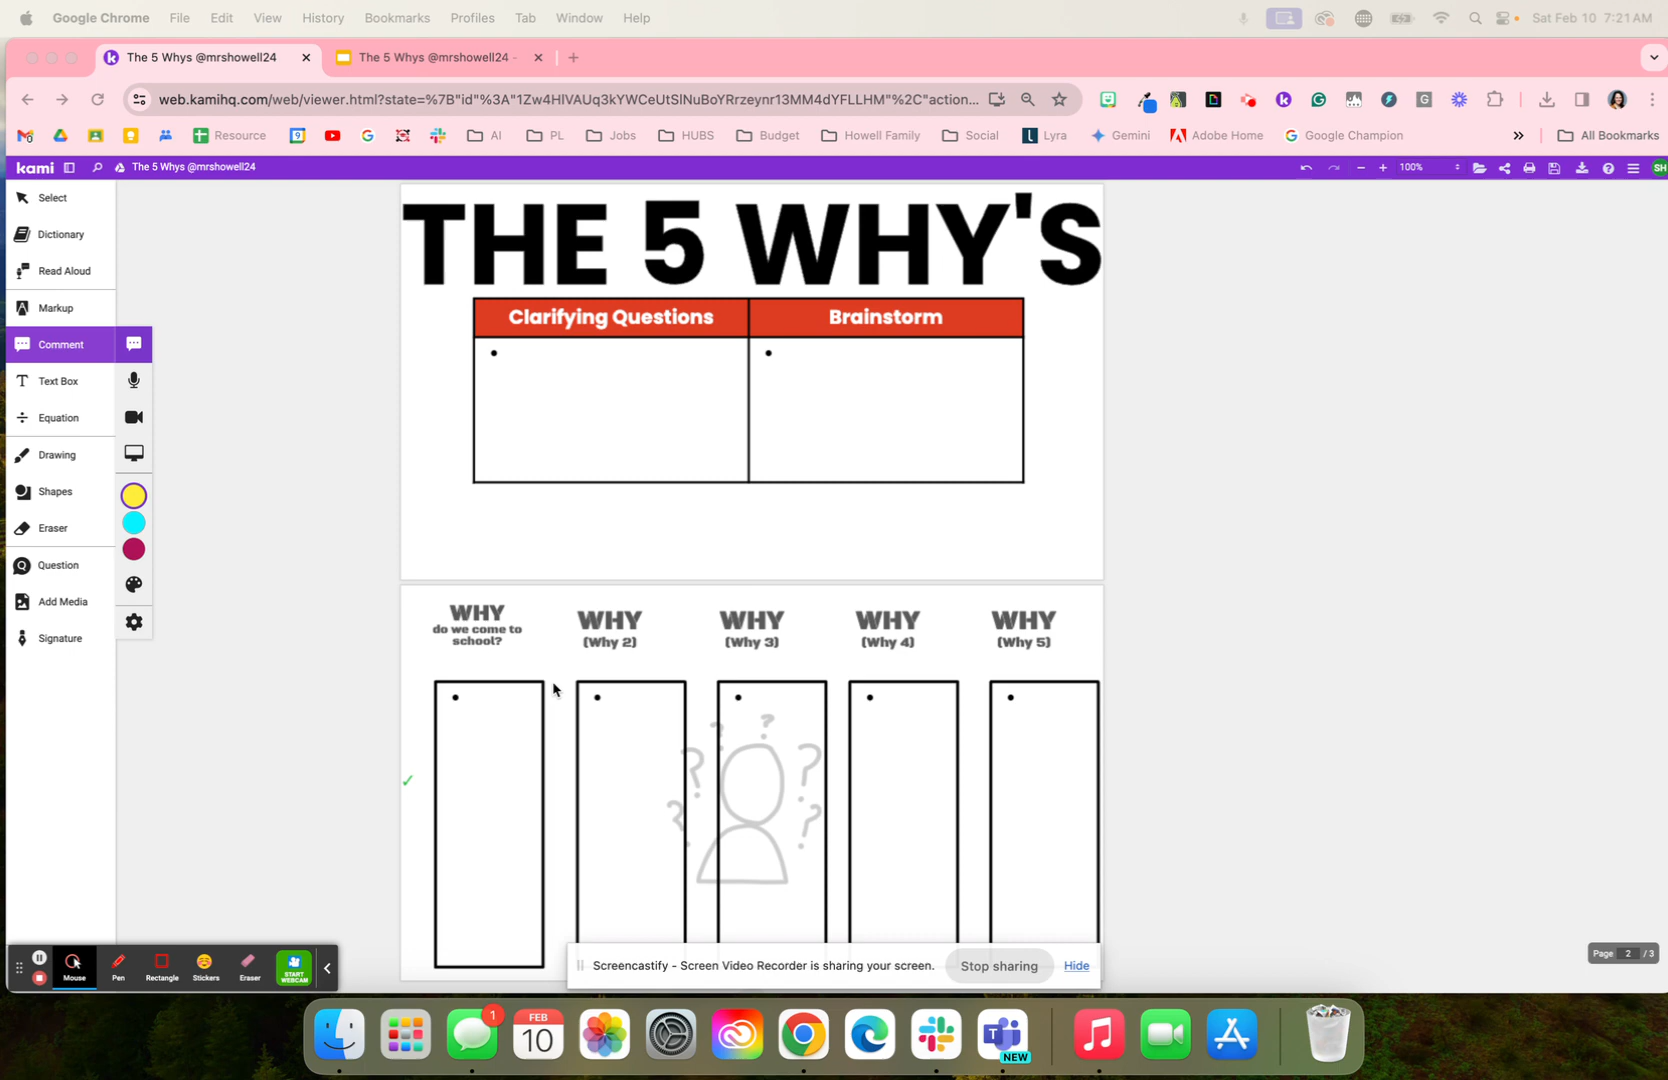 Google Chrome File Edit View History Bookmarks Profiles Tab Window Help Sat Feb 10 7:21 AM
The 5 Whys @mrshowell24 The 5 Whys @mrshowell24 -
web.kamihq.com/web/viewer.html?state=%7B"id"%3A"1Zw4HIVAUq3kYWCeUtSlNuBoYRrzeynr13MM4dYFLLHM"%2C"action...
Resource AI PL Jobs HUBS Budget Howell Family Social Lyra Gemini Adobe Home Google Champion » All Bookmarks
kami The 5 Whys @mrshowell24 100% SH
Select
Dictionary
Read Aloud
Markup
Comment
Text Box
Equation
Drawing
Shapes
Eraser
Question
Add Media
Signature
THE 5 WHY'S
Clarifying Questions Brainstorm
WHY
do we come to
school?
WHY
(Why 2)
WHY
(Why 3)
WHY
(Why 4)
WHY
(Why 5)
? ? ? ? ? ?
Page 2 / 3
Mouse Pen Rectangle Stickers Eraser START
WEBCAM
Screencastify - Screen Video Recorder is sharing your screen. Stop sharing Hide
1
FEB
10
NEW